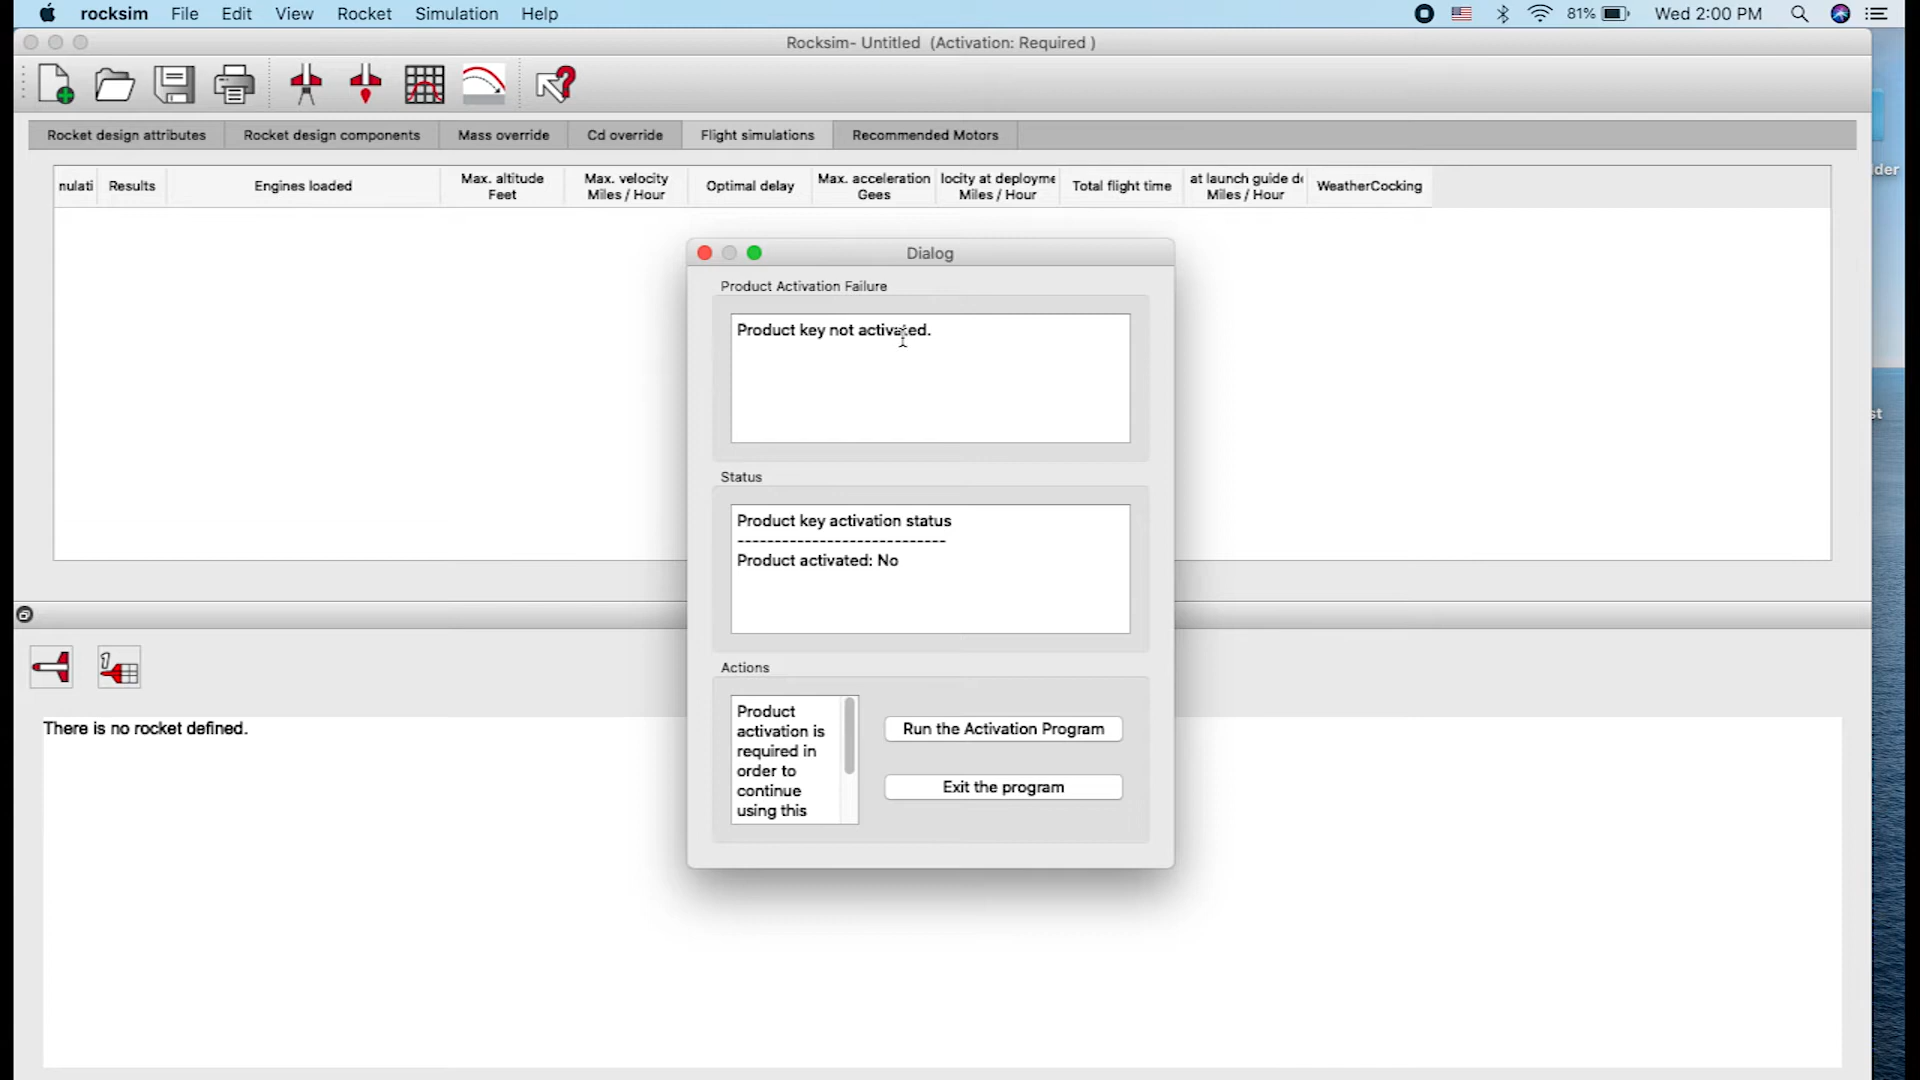 rocksim File Edit View Rocket Simulation Help 81% Wed 2:00 PM
Rocksim- Untitled (Activation: Required )
Rocket design attributes Rocket design components Mass override Cd override Flight simulations Recommended Motors
nulati Results Engines loaded Max. altitude Max. velocity Optimal delay Max. acceleration locity at deployme Total flight time at launch guide de WeatherCocking
Feet Miles / Hour Gees Miles / Hour Miles / Hour
der
st
Dialog
Product Activation Failure
Product key not activated.
Status
Product key activation status
----------------------------
Product activated: No
Actions
Product
activation is
required in
order to
continue
using this
Run the Activation Program
Exit the program
1
There is no rocket defined.